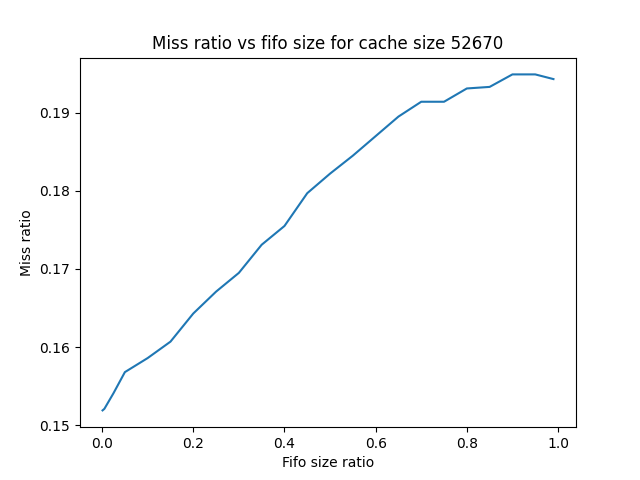 Miss ratio vs fifo size for cache size 52670
Miss ratio
0.19
0.18
0.17
0.16
0.15
0.0 0.2 0.4 0.6 0.8 1.0
Fifo size ratio